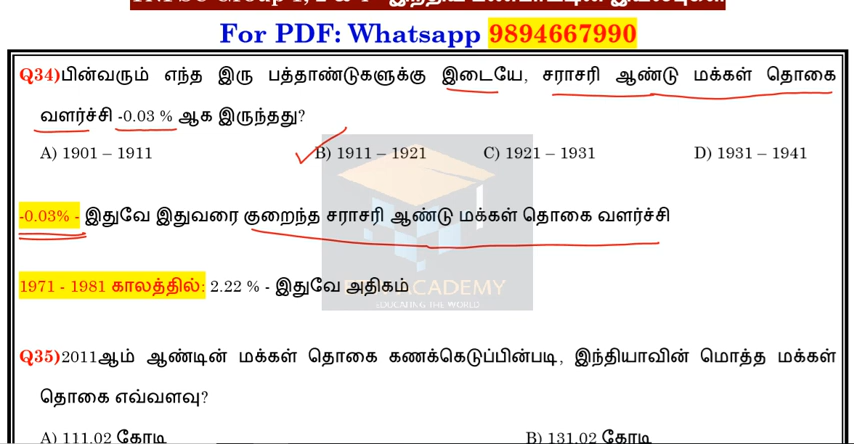 For PDF: Whatsapp 9894667990
Q34)பின்வரும் எந்த இரு பத்தாண்டுகளுக்கு இடையே, சராசரி ஆண்டு மக்கள் தொகை
வளர்ச்சி -0.03 % ஆக இருந்தது?
A) 1901 – 1911 B) 1911 – 1921 C) 1921 – 1931 D) 1931 – 1941
-0.03% - இதுவே இதுவரை குறைந்த சராசரி ஆண்டு மக்கள் தொகை வளர்ச்சி
1971 - 1981 காலத்தில்: 2.22 % - இதுவே அதிகம்
ACADEMY
EDUCATING THE WORLD
Q35)2011ஆம் ஆண்டின் மக்கள் தொகை கணக்கெடுப்பின்படி, இந்தியாவின் மொத்த மக்கள்
தொகை எவ்வளவு?
A) 111.02 கோடி B) 131.02 கோடி